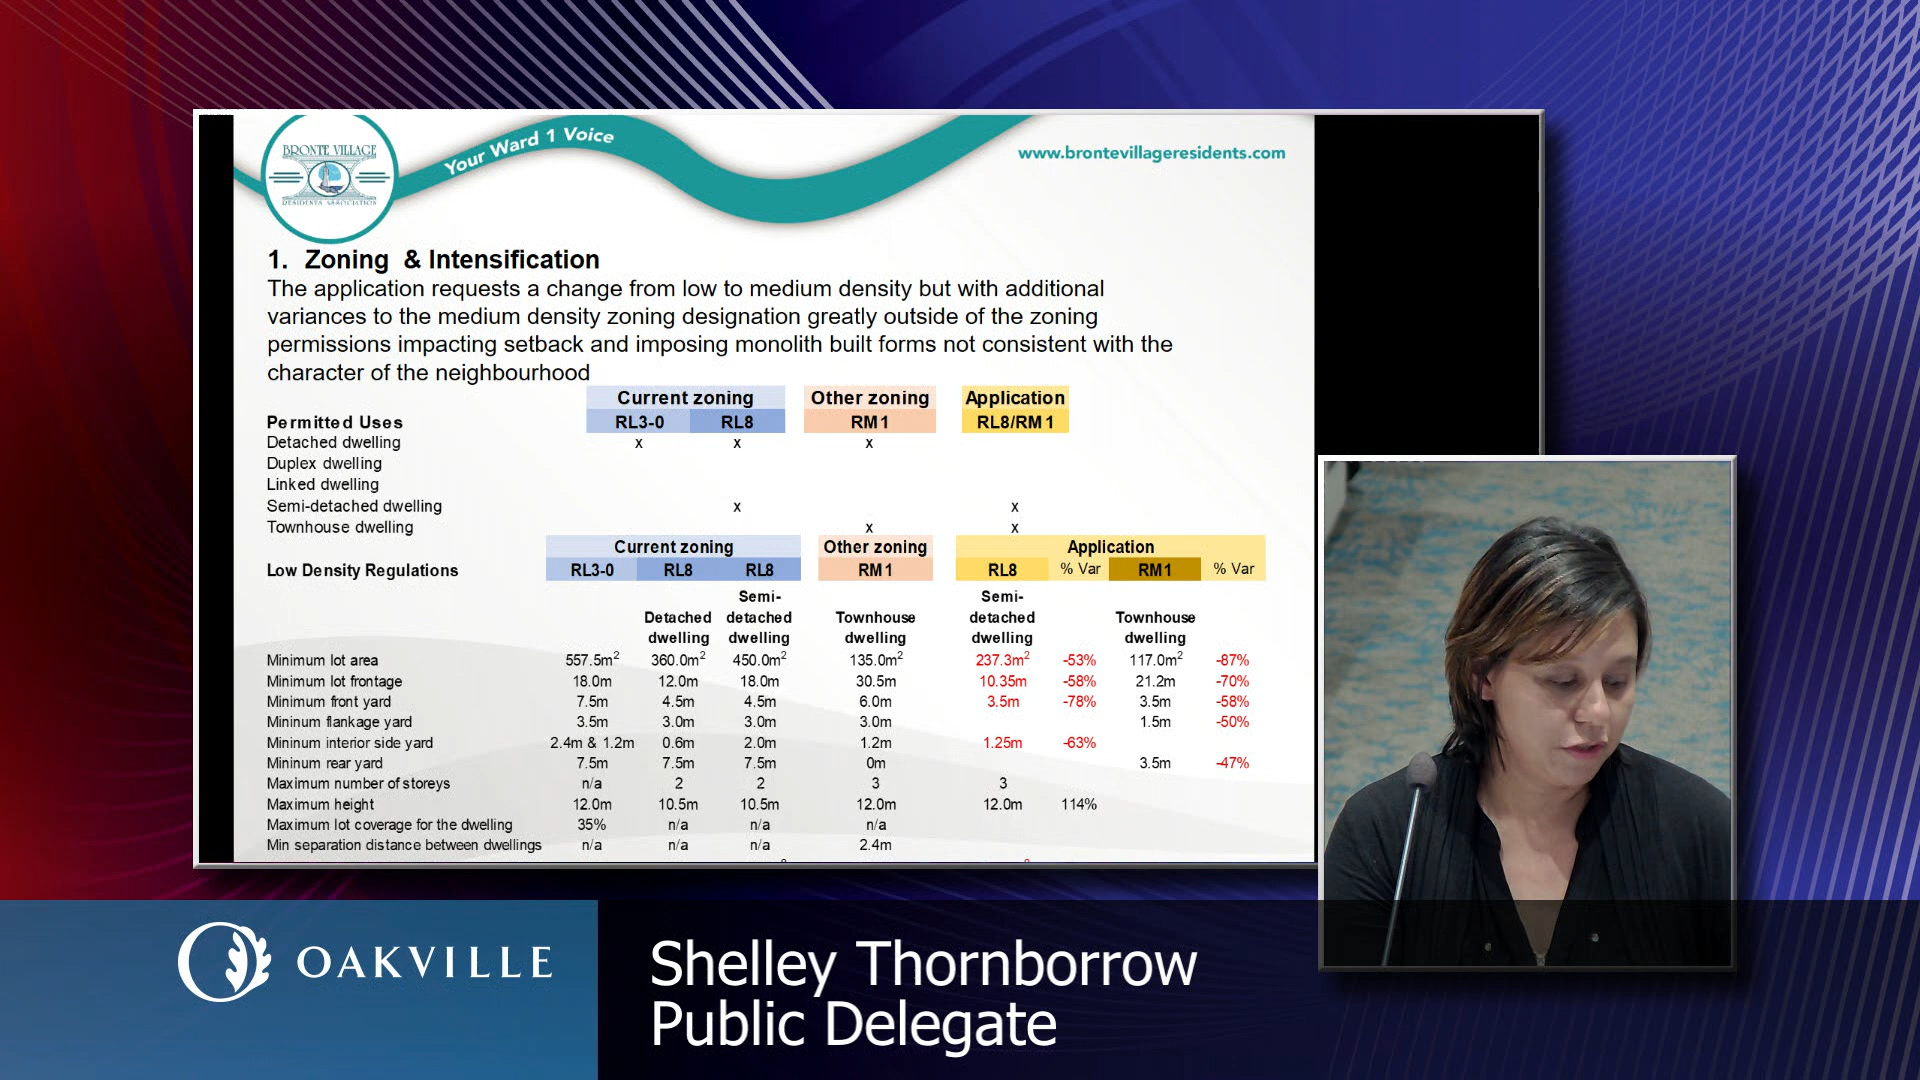 BRONTE VILLAGE
RESIDENTS ASSOCIATION
Your Ward 1 Voice
www.brontevillageresidents.com
1. Zoning & Intensification
The application requests a change from low to medium density but with additional
variances to the medium density zoning designation greatly outside of the zoning
permissions impacting setback and imposing monolith built forms not consistent with the
character of the neighbourhood
Current zoning Other zoning Application
Permitted Uses RL3-0 RL8 RM1 RL8/RM1
Detached dwelling x x x
Duplex dwelling
Linked dwelling
Semi-detached dwelling x x
Townhouse dwelling x x
Current zoning Other zoning Application
Low Density Regulations RL3-0 RL8 RL8 RM1 RL8 % Var RM1 % Var
Semi- Semi-
Detached detached Townhouse detached Townhouse
dwelling dwelling dwelling dwelling dwelling
Minimum lot area 557.5m² 360.0m² 450.0m² 135.0m² 237.3m² -53% 117.0m² -87%
Minimum lot frontage 18.0m 12.0m 18.0m 30.5m 10.35m -58% 21.2m -70%
Minimum front yard 7.5m 4.5m 4.5m 6.0m 3.5m -78% 3.5m -58%
Mininum flankage yard 3.5m 3.0m 3.0m 3.0m 1.5m -50%
Mininum interior side yard 2.4m & 1.2m 0.6m 2.0m 1.2m 1.25m -63%
Mininum rear yard 7.5m 7.5m 7.5m 0m 3.5m -47%
Maximum number of storeys n/a 2 2 3 3
Maximum height 12.0m 10.5m 10.5m 12.0m 12.0m 114%
Maximum lot coverage for the dwelling 35% n/a n/a n/a
Min separation distance between dwellings n/a n/a n/a 2.4m
OAKVILLE
Shelley Thornborrow
Public Delegate